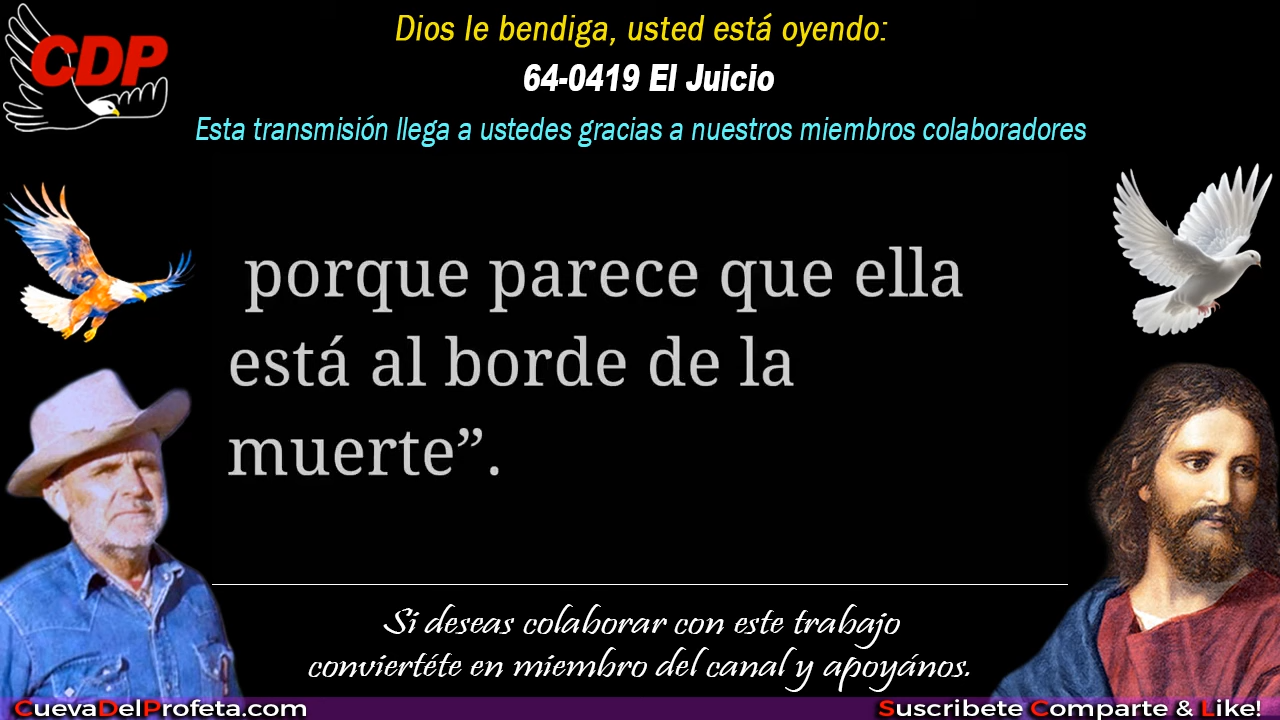 CDP
Dios le bendiga, usted está oyendo:
64-0419 El Juicio
Esta transmisión llega a ustedes gracias a nuestros miembros colaboradores
porque parece que ella
está al borde de la
muerte”.
Si deseas colaborar con este trabajo
conviertéte en miembro del canal y apoyános.
CuevaDelProfeta.com
Suscribete Comparte & Like!